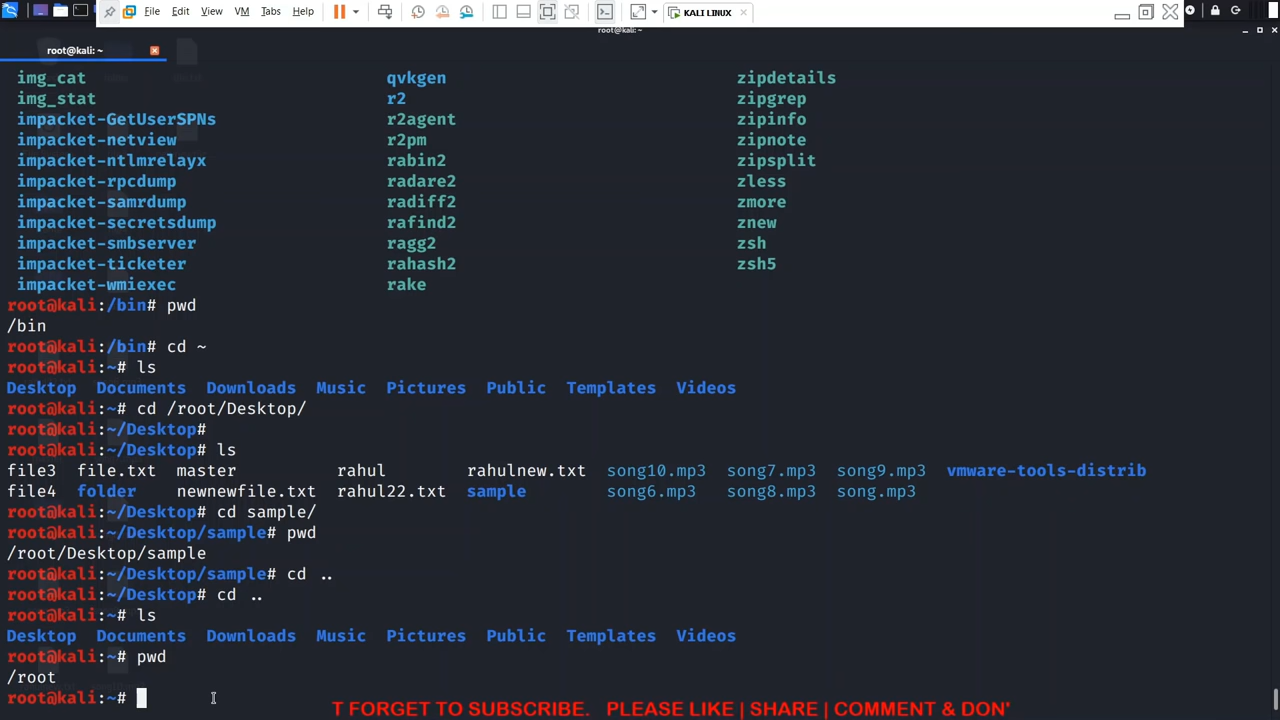 File Edit View VM Tabs Help KALI LINUX
root@kali: ~
root@kali: ~
img_cat qvkgen zipdetails
img_stat r2 zipgrep
impacket-GetUserSPNs r2agent zipinfo
impacket-netview r2pm zipnote
impacket-ntlmrelayx rabin2 zipsplit
impacket-rpcdump radare2 zless
impacket-samrdump radiff2 zmore
impacket-secretsdump rafind2 znew
impacket-smbserver ragg2 zsh
impacket-ticketer rahash2 zsh5
impacket-wmiexec rake
root@kali:/bin# pwd
/bin
root@kali:/bin# cd ~
root@kali:~# ls
Desktop Documents Downloads Music Pictures Public Templates Videos
root@kali:~# cd /root/Desktop/
root@kali:~/Desktop#
root@kali:~/Desktop# ls
file3 file.txt master rahul rahulnew.txt song10.mp3 song7.mp3 song9.mp3 vmware-tools-distrib
file4 folder newnewfile.txt rahul22.txt sample song6.mp3 song8.mp3 song.mp3
root@kali:~/Desktop# cd sample/
root@kali:~/Desktop/sample# pwd
/root/Desktop/sample
root@kali:~/Desktop/sample# cd ..
root@kali:~/Desktop# cd ..
root@kali:~# ls
Desktop Documents Downloads Music Pictures Public Templates Videos
root@kali:~# pwd
/root
root@kali:~#
T FORGET TO SUBSCRIBE. PLEASE LIKE | SHARE | COMMENT & DON'